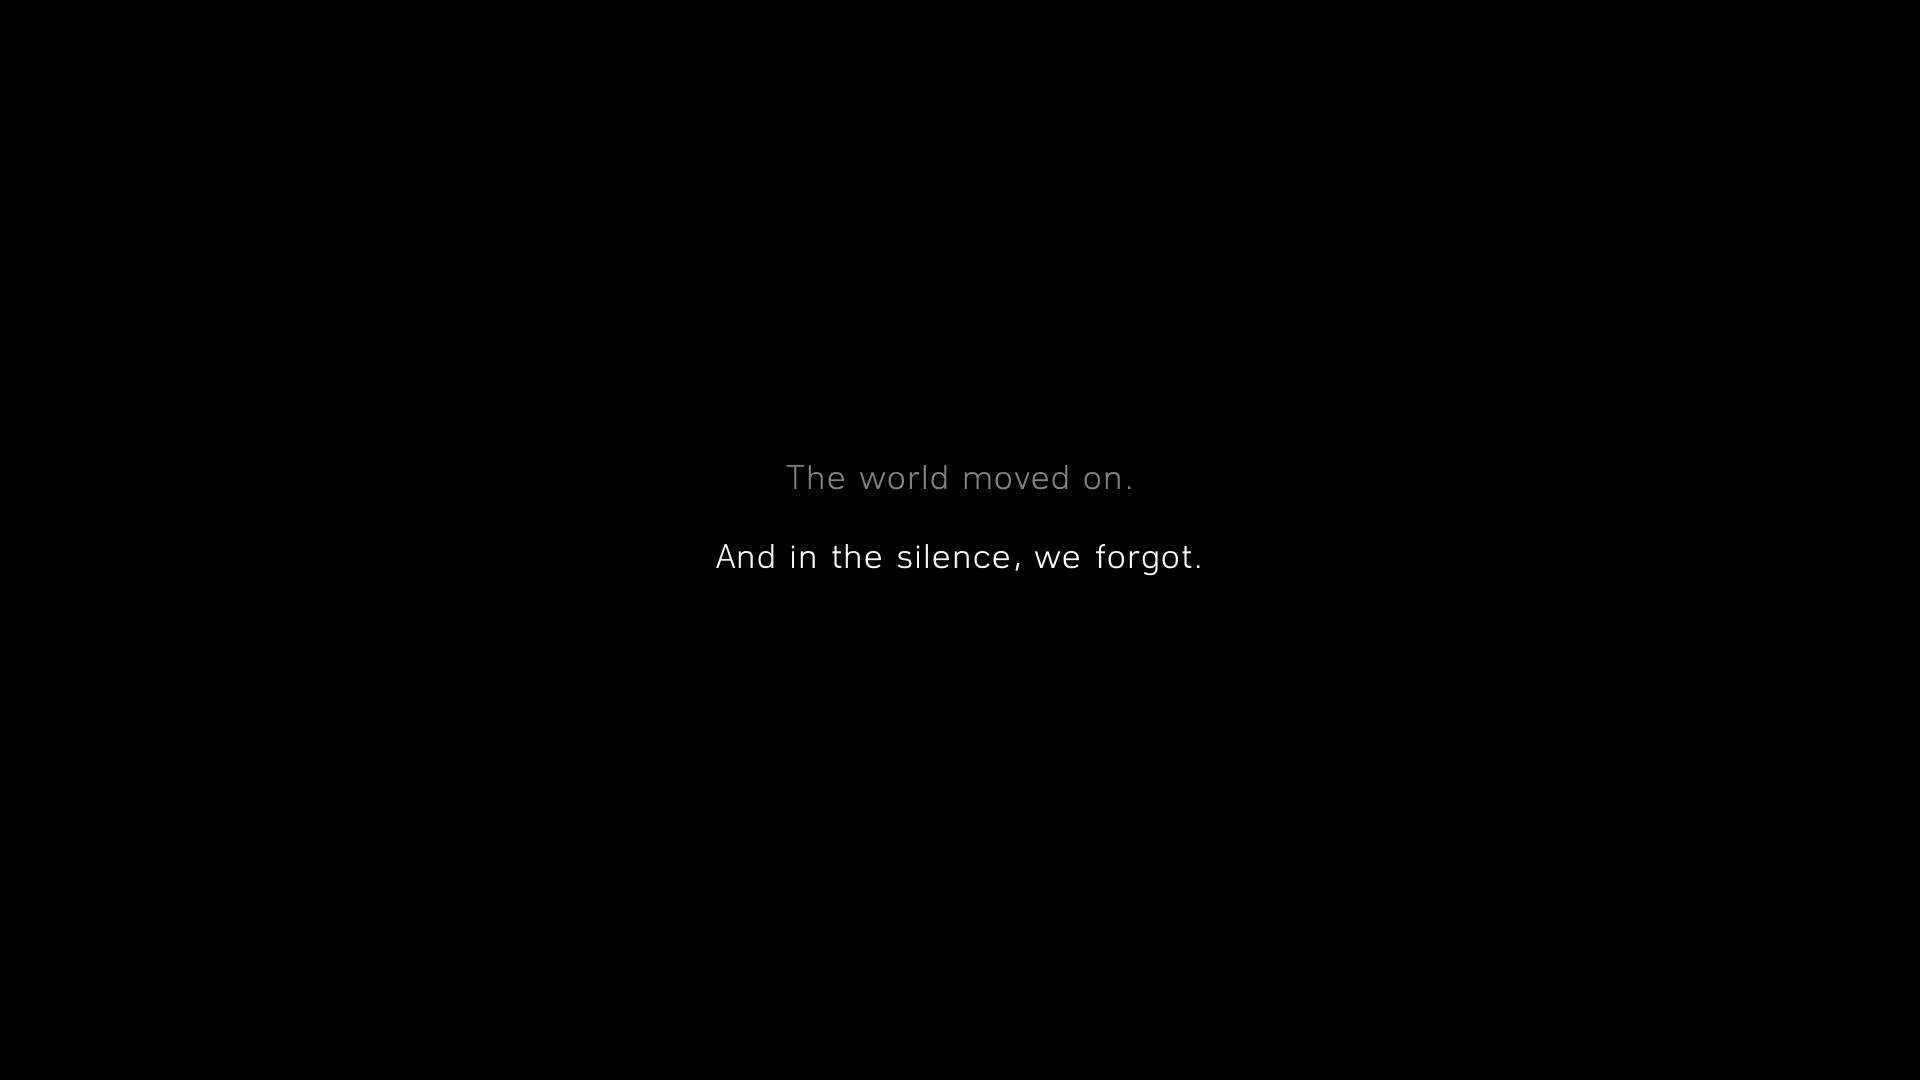 The world moved on.
And in the silence, we forgot.